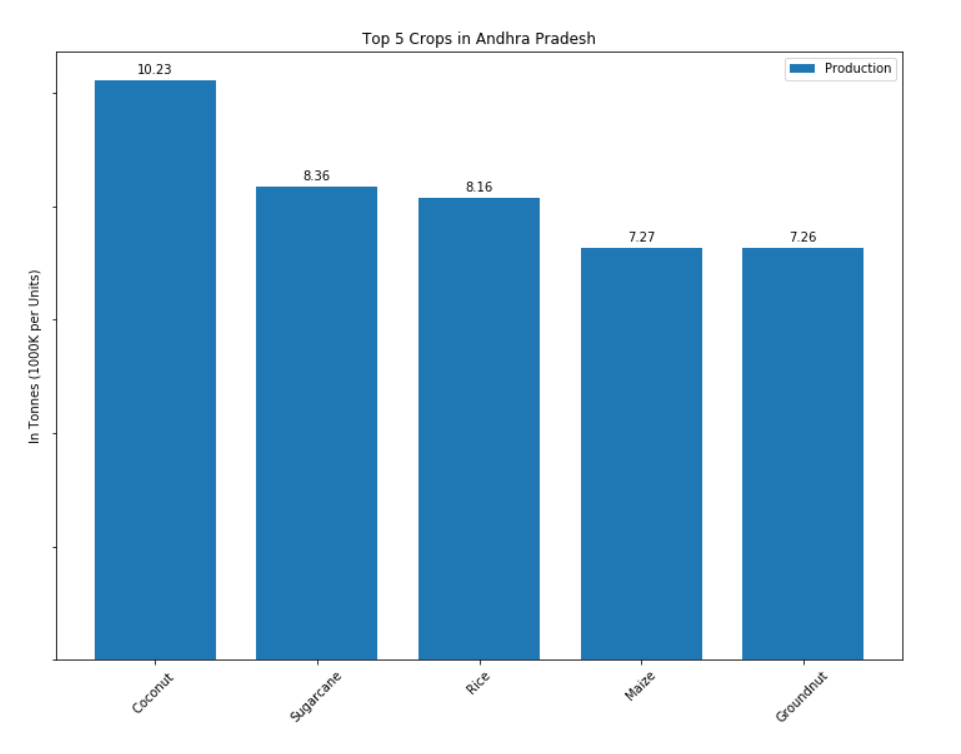 Top 5 Crops in Andhra Pradesh
Production
10.23
8.36
8.16
7.27
7.26
In Tonnes (1000K per Units)
Coconut
Sugarcane
Rice
Maize
Groundnut